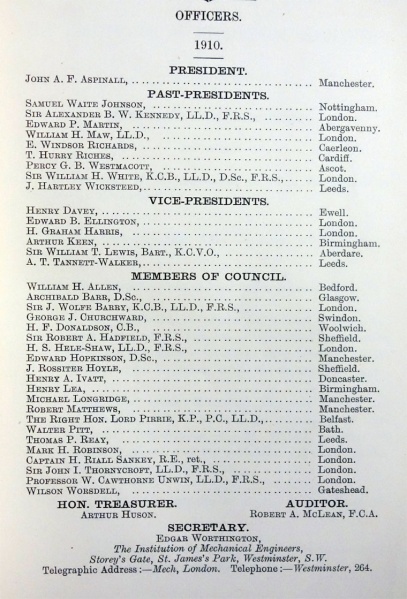 OFFICERS.
1910.
PRESIDENT.
JOHN A. F. ASPINALL, Manchester.
PAST-PRESIDENTS.
SAMUEL WAITE JOHNSON, Nottingham.
SIR ALEXANDER B. W. KENNEDY, LL.D., F.R.S., London.
EDWARD P. MARTIN, Abergavenny.
WILLIAM H. MAW, LL.D., London.
E. WINDSOR RICHARDS, Caerleon.
T. HURRY RICHES, Cardiff.
PERCY G. B. WESTMACOTT, Ascot.
SIR WILLIAM H. WHITE, K.C.B., LL.D., D.Sc., F.R.S., London.
J. HARTLEY WICKSTEED, Leeds.
VICE-PRESIDENTS.
HENRY DAVEY, Ewell.
EDWARD B. ELLINGTON, London.
H. GRAHAM HARRIS, London.
ARTHUR KEEN, Birmingham.
SIR WILLIAM T. LEWIS, BART., K.C.V.O., Aberdare.
A. T. TANNETT-WALKER, Leeds.
MEMBERS OF COUNCIL.
WILLIAM H. ALLEN, Bedford.
ARCHIBALD BARR, D.Sc., Glasgow.
SIR J. WOLFE BARRY, K.C.B., LL.D., F.R.S., London.
GEORGE J. CHURCHWARD, Swindon.
H. F. DONALDSON, C.B., Woolwich.
SIR ROBERT A. HADFIELD, F.R.S., Sheffield.
H. S. HELE-SHAW, LL.D., F.R.S., London.
EDWARD HOPKINSON, D.Sc., Manchester.
J. ROSSITER HOYLE, Sheffield.
HENRY A. IVATT, Doncaster.
HENRY LEA, Birmingham.
MICHAEL LONGRIDGE, Manchester.
ROBERT MATTHEWS, Manchester.
THE RIGHT HON. LORD PIRRIE, K.P., P.C., LL.D., Belfast.
WALTER PITT, Bath.
THOMAS P. REAY, Leeds.
MARK H. ROBINSON, London.
CAPTAIN H. RIALL SANKEY, R.E., ret., London.
SIR JOHN I. THORNYCROFT, LL.D., F.R.S., London.
PROFESSOR W. CAWTHORNE UNWIN, LL.D., F.R.S., London.
WILSON WORSDELL, Gateshead.
HON. TREASURER. AUDITOR.
ARTHUR HUSON. ROBERT A. McLEAN, F.C.A.
SECRETARY.
EDGAR WORTHINGTON,
The Institution of Mechanical Engineers,
Storey's Gate, St. James's Park, Westminster, S.W.
Telegraphic Address:—Mech, London. Telephone:—Westminster, 264.